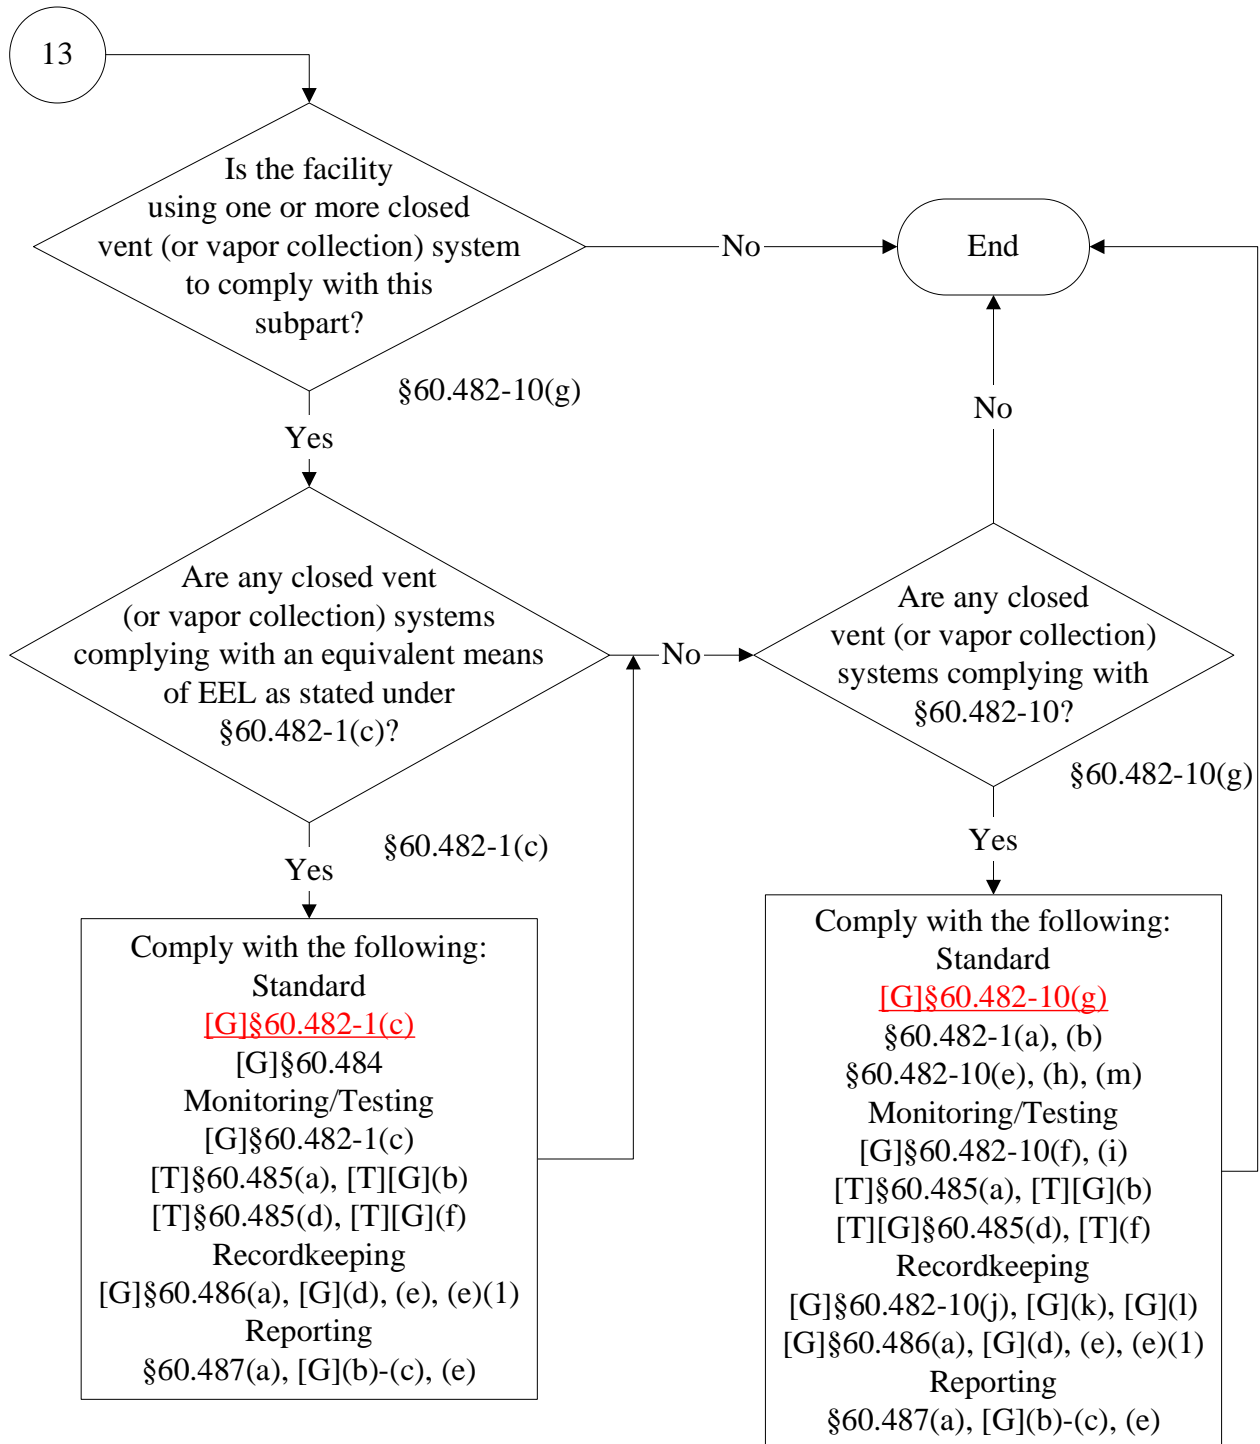 13
Is the facility
using one or more closed
vent (or vapor collection) system
to comply with this
subpart?
No
End
§60.482-10(g)
Yes
No
Are any closed vent
(or vapor collection) systems
complying with an equivalent means
of EEL as stated under
§60.482-1(c)?
No
Are any closed
vent (or vapor collection)
systems complying with
§60.482-10?
§60.482-10(g)
§60.482-1(c)
Yes
Yes
Comply with the following:
Standard
[G]§60.482-1(c)
[G]§60.484
Monitoring/Testing
[G]§60.482-1(c)
[T]§60.485(a), [T][G](b)
[T]§60.485(d), [T][G](f)
Recordkeeping
[G]§60.486(a), [G](d), (e), (e)(1)
Reporting
§60.487(a), [G](b)-(c), (e)
Comply with the following:
Standard
[G]§60.482-10(g)
§60.482-1(a), (b)
§60.482-10(e), (h), (m)
Monitoring/Testing
[G]§60.482-10(f), (i)
[T]§60.485(a), [T][G](b)
[T][G]§60.485(d), [T](f)
Recordkeeping
[G]§60.482-10(j), [G](k), [G](l)
[G]§60.486(a), [G](d), (e), (e)(1)
Reporting
§60.487(a), [G](b)-(c), (e)